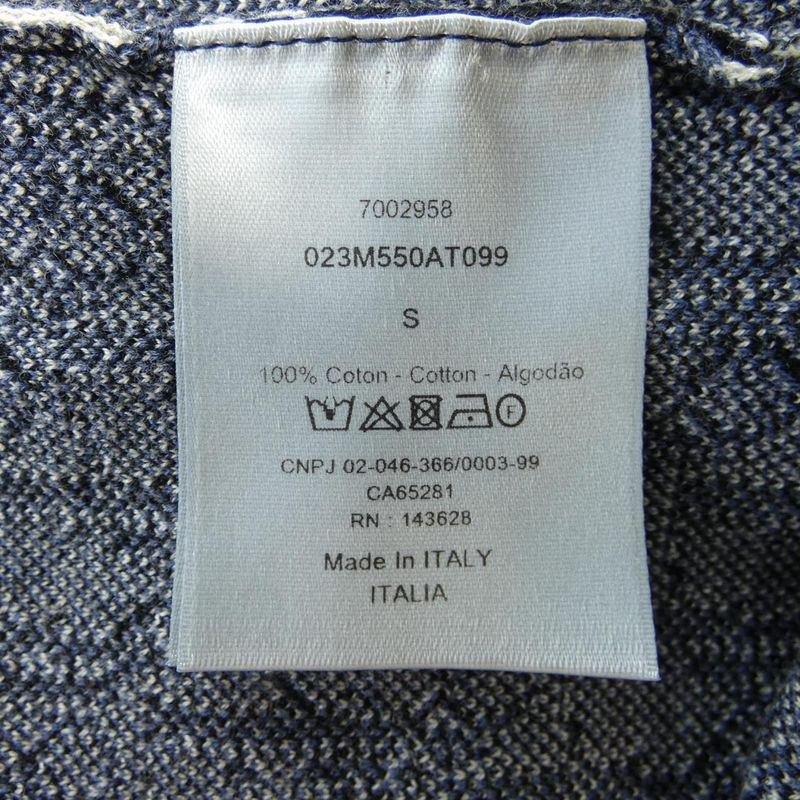 7002958
023M550AT099
S
100% Coton - Cotton - Algodão
F
CNPJ 02-046-366/0003-99
CA65281
RN : 143628
Made In ITALY
ITALIA